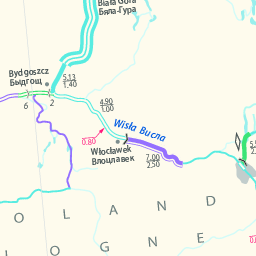 Biała Góra
Бяла-Гура
Bydgoszcz
Быдгощ
5,13
1,40
6
2
4,90
1,00
Wisła Висла
0,80
Włocławek
Влоцлавек
7,00
2,50
O L A N D
O G N E